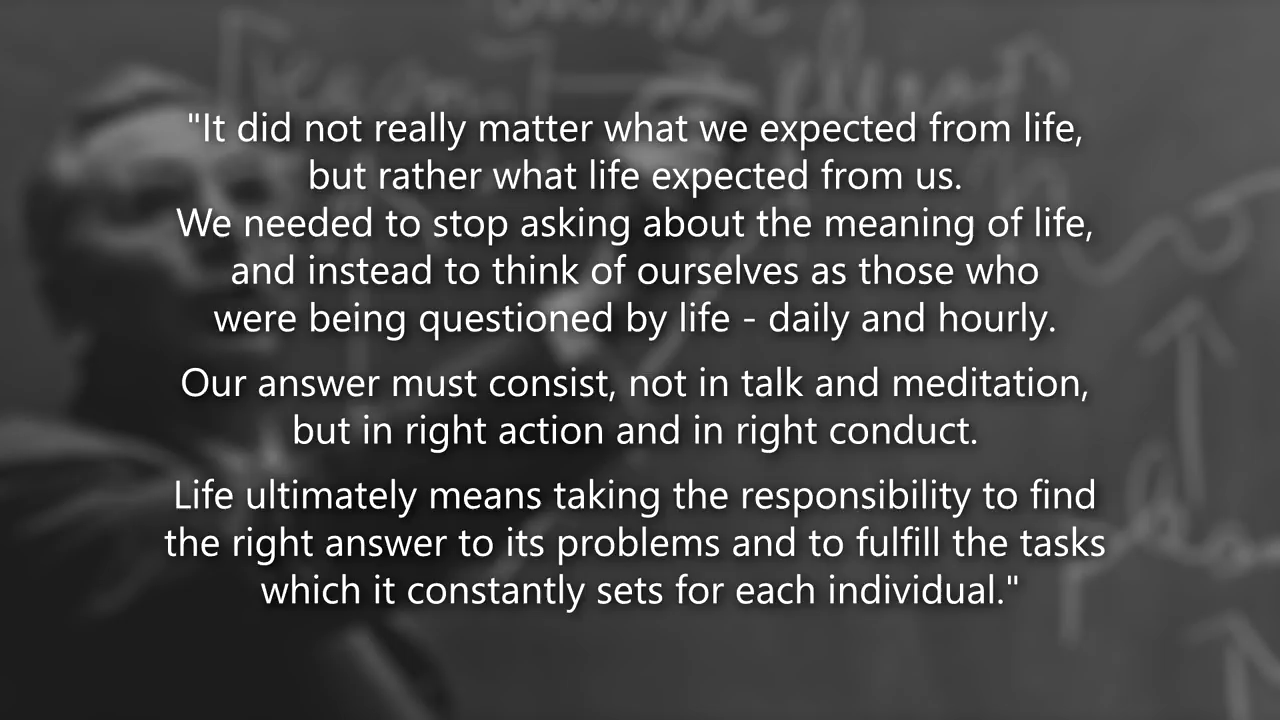 "It did not really matter what we expected from life,
but rather what life expected from us.
We needed to stop asking about the meaning of life,
and instead to think of ourselves as those who
were being questioned by life - daily and hourly.
Our answer must consist, not in talk and meditation,
but in right action and in right conduct.
Life ultimately means taking the responsibility to find
the right answer to its problems and to fulfill the tasks
which it constantly sets for each individual."